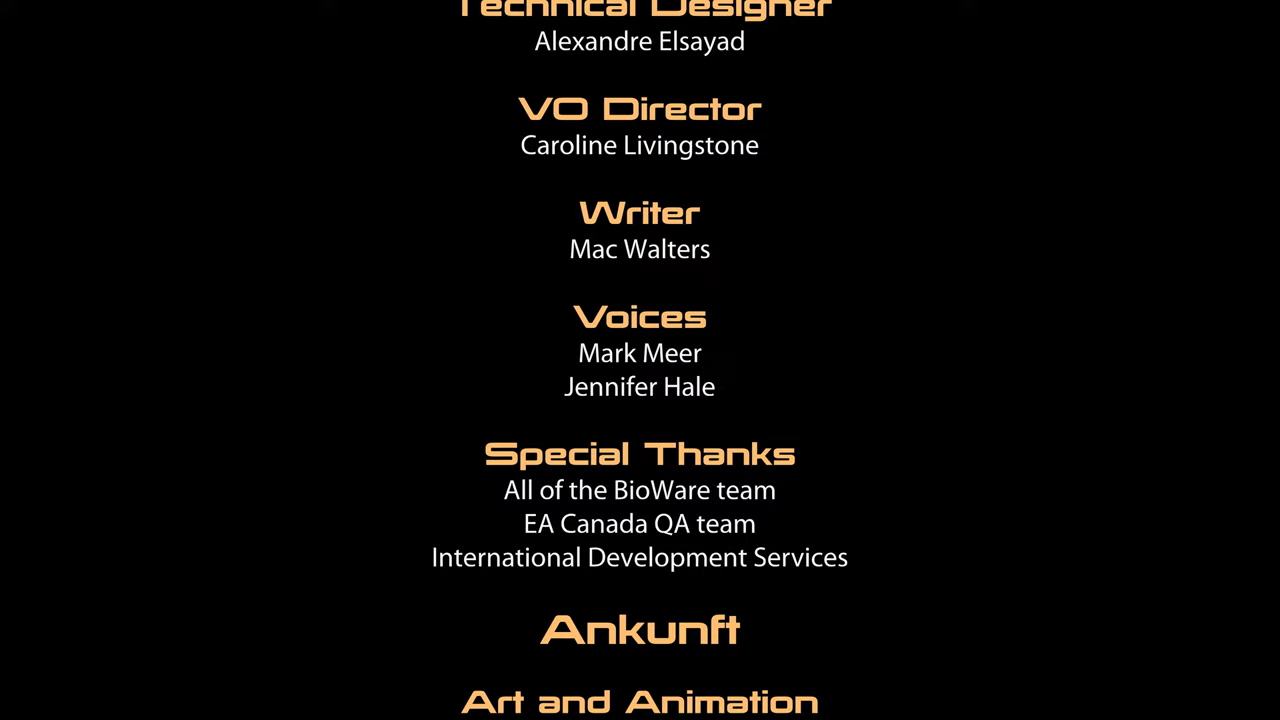 Technical Designer
Alexandre Elsayad
VO Director
Caroline Livingstone
Writer
Mac Walters
Voices
Mark Meer
Jennifer Hale
Special Thanks
All of the BioWare team
EA Canada QA team
International Development Services
Ankunft
Art and Animation